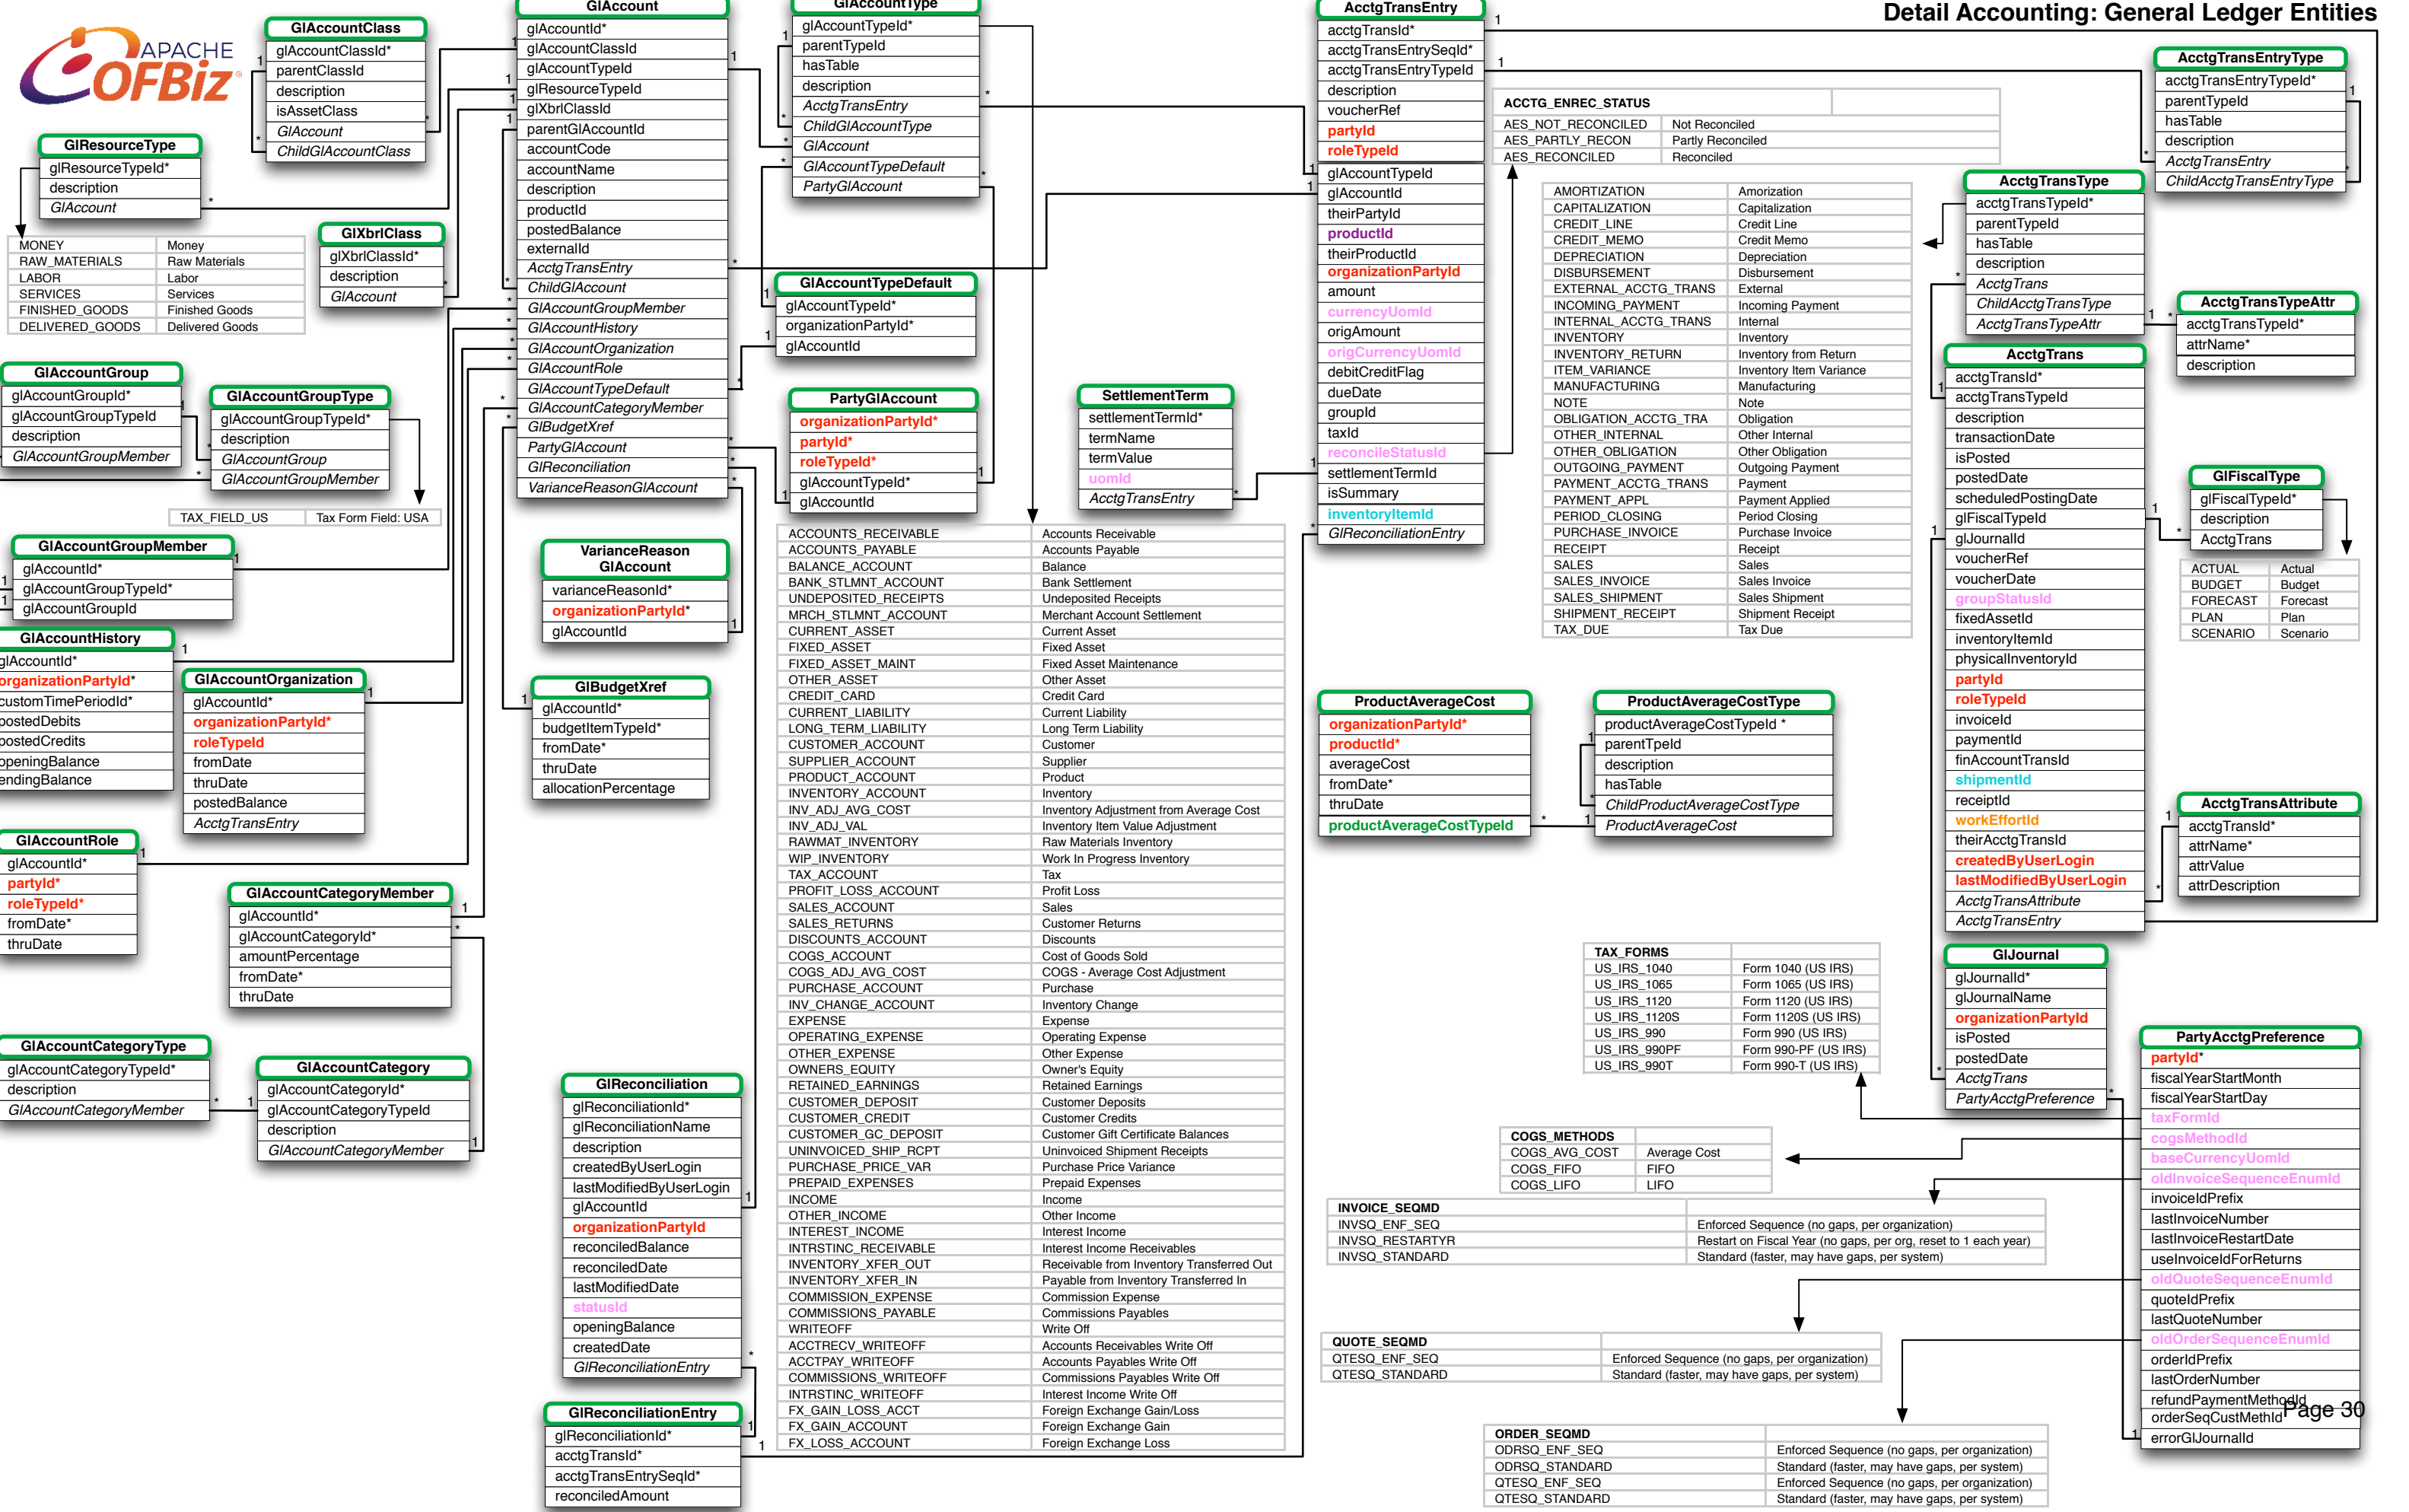 Detail Accounting: General Ledger Entities
APACHE
OFBiz
GlAccountClass
glAccountClassId*
parentClassId
description
isAssetClass
GlAccount
ChildGlAccountClass
GlResourceType
glResourceTypeId*
description
GlAccount
MONEY Money
RAW_MATERIALS Raw Materials
LABOR Labor
SERVICES Services
FINISHED_GOODS Finished Goods
DELIVERED_GOODS Delivered Goods
GlXbrlClass
glXbrlClassId*
description
GlAccount
GlAccountGroup
glAccountGroupId*
glAccountGroupTypeId
description
GlAccountGroupMember
GlAccountGroupType
glAccountGroupTypeId*
description
GlAccountGroup
GlAccountGroupMember
TAX_FIELD_US Tax Form Field: USA
GlAccountGroupMember
glAccountId*
glAccountGroupTypeId*
glAccountGroupId
GlAccountHistory
glAccountId*
organizationPartyId*
customTimePeriodId*
postedDebits
postedCredits
openingBalance
endingBalance
GlAccountOrganization
glAccountId*
organizationPartyId*
roleTypeId
fromDate
thruDate
postedBalance
AcctgTransEntry
GlAccountRole
glAccountId*
partyId*
roleTypeId*
fromDate*
thruDate
GlAccountCategoryMember
glAccountId*
glAccountCategoryId*
amountPercentage
fromDate*
thruDate
GlAccountCategoryType
glAccountCategoryTypeId*
description
GlAccountCategoryMember
GlAccountCategory
glAccountCategoryId*
glAccountCategoryTypeId
description
GlAccountCategoryMember
GlAccount
glAccountId*
glAccountClassId
glAccountTypeId
glResourceTypeId
glXbrlClassId
parentGlAccountId
accountCode
accountName
description
productId
postedBalance
externalId
AcctgTransEntry
ChildGlAccount
GlAccountGroupMember
GlAccountHistory
GlAccountOrganization
GlAccountRole
GlAccountTypeDefault
GlAccountCategoryMember
GlBudgetXref
PartyGlAccount
GlReconciliation
VarianceReasonGlAccount
VarianceReason
GlAccount
varianceReasonId*
organizationPartyId*
glAccountId
GlBudgetXref
glAccountId*
budgetItemTypeId*
fromDate*
thruDate
allocationPercentage
GlReconciliation
glReconciliationId*
glReconciliationName
description
createdByUserLogin
lastModifiedByUserLogin
glAccountId
organizationPartyId
reconciledBalance
reconciledDate
lastModifiedDate
statusId
openingBalance
createdDate
GlReconciliationEntry
GlReconciliationEntry
glReconciliationId*
acctgTransId*
acctgTransEntrySeqId*
reconciledAmount
GlAccountType
glAccountTypeId*
parentTypeId
hasTable
description
AcctgTransEntry
ChildGlAccountType
GlAccount
GlAccountTypeDefault
PartyGlAccount
GlAccountTypeDefault
glAccountTypeId*
organizationPartyId*
glAccountId
PartyGlAccount
organizationPartyId*
partyId*
roleTypeId*
glAccountTypeId*
glAccountId
SettlementTerm
settlementTermId*
termName
termValue
uomId
AcctgTransEntry
ACCOUNTS_RECEIVABLE Accounts Receivable
ACCOUNTS_PAYABLE Accounts Payable
BALANCE_ACCOUNT Balance
BANK_STLMNT_ACCOUNT Bank Settlement
UNDEPOSITED_RECEIPTS Undeposited Receipts
MRCH_STLMNT_ACCOUNT Merchant Account Settlement
CURRENT_ASSET Current Asset
FIXED_ASSET Fixed Asset
FIXED_ASSET_MAINT Fixed Asset Maintenance
OTHER_ASSET Other Asset
CREDIT_CARD Credit Card
CURRENT_LIABILITY Current Liability
LONG_TERM_LIABILITY Long Term Liability
CUSTOMER_ACCOUNT Customer
SUPPLIER_ACCOUNT Supplier
PRODUCT_ACCOUNT Product
INVENTORY_ACCOUNT Inventory
INV_ADJ_AVG_COST Inventory Adjustment from Average Cost
INV_ADJ_VAL Inventory Item Value Adjustment
RAWMAT_INVENTORY Raw Materials Inventory
WIP_INVENTORY Work In Progress Inventory
TAX_ACCOUNT Tax
PROFIT_LOSS_ACCOUNT Profit Loss
SALES_ACCOUNT Sales
SALES_RETURNS Customer Returns
DISCOUNTS_ACCOUNT Discounts
COGS_ACCOUNT Cost of Goods Sold
COGS_ADJ_AVG_COST COGS - Average Cost Adjustment
PURCHASE_ACCOUNT Purchase
INV_CHANGE_ACCOUNT Inventory Change
EXPENSE Expense
OPERATING_EXPENSE Operating Expense
OTHER_EXPENSE Other Expense
OWNERS_EQUITY Owner's Equity
RETAINED_EARNINGS Retained Earnings
CUSTOMER_DEPOSIT Customer Deposits
CUSTOMER_CREDIT Customer Credits
CUSTOMER_GC_DEPOSIT Customer Gift Certificate Balances
UNINVOICED_SHIP_RCPT Uninvoiced Shipment Receipts
PURCHASE_PRICE_VAR Purchase Price Variance
PREPAID_EXPENSES Prepaid Expenses
INCOME Income
OTHER_INCOME Other Income
INTEREST_INCOME Interest Income
INTRSTINC_RECEIVABLE Interest Income Receivables
INVENTORY_XFER_OUT Receivable from Inventory Transferred Out
INVENTORY_XFER_IN Payable from Inventory Transferred In
COMMISSION_EXPENSE Commission Expense
COMMISSIONS_PAYABLE Commissions Payables
WRITEOFF Write Off
ACCTRECV_WRITEOFF Accounts Receivables Write Off
ACCTPAY_WRITEOFF Accounts Payables Write Off
COMMISSIONS_WRITEOFF Commissions Payables Write Off
INTRSTINC_WRITEOFF Interest Income Write Off
FX_GAIN_LOSS_ACCT Foreign Exchange Gain/Loss
FX_GAIN_ACCOUNT Foreign Exchange Gain
FX_LOSS_ACCOUNT Foreign Exchange Loss
AcctgTransEntry
acctgTransId*
acctgTransEntrySeqId*
acctgTransEntryTypeId
description
voucherRef
partyId
roleTypeId
glAccountTypeId
glAccountId
theirPartyId
productId
theirProductId
organizationPartyId
amount
currencyUomId
origAmount
origCurrencyUomId
debitCreditFlag
dueDate
groupId
taxId
reconcileStatusId
settlementTermId
isSummary
inventoryItemId
GlReconciliationEntry
ACCTG_ENREC_STATUS
AES_NOT_RECONCILED Not Reconciled
AES_PARTLY_RECON Partly Reconciled
AES_RECONCILED Reconciled
AMORTIZATION Amorization
CAPITALIZATION Capitalization
CREDIT_LINE Credit Line
CREDIT_MEMO Credit Memo
DEPRECIATION Depreciation
DISBURSEMENT Disbursement
EXTERNAL_ACCTG_TRANS External
INCOMING_PAYMENT Incoming Payment
INTERNAL_ACCTG_TRANS Internal
INVENTORY Inventory
INVENTORY_RETURN Inventory from Return
ITEM_VARIANCE Inventory Item Variance
MANUFACTURING Manufacturing
NOTE Note
OBLIGATION_ACCTG_TRA Obligation
OTHER_INTERNAL Other Internal
OTHER_OBLIGATION Other Obligation
OUTGOING_PAYMENT Outgoing Payment
PAYMENT_ACCTG_TRANS Payment
PAYMENT_APPL Payment Applied
PERIOD_CLOSING Period Closing
PURCHASE_INVOICE Purchase Invoice
RECEIPT Receipt
SALES Sales
SALES_INVOICE Sales Invoice
SALES_SHIPMENT Sales Shipment
SHIPMENT_RECEIPT Shipment Receipt
TAX_DUE Tax Due
ProductAverageCost
organizationPartyId*
productId*
averageCost
fromDate*
thruDate
productAverageCostTypeId
ProductAverageCostType
productAverageCostTypeId *
parentTpeId
description
hasTable
ChildProductAverageCostType
ProductAverageCost
AcctgTransEntryType
acctgTransEntryTypeId*
parentTypeId
hasTable
description
AcctgTransEntry
ChildAcctgTransEntryType
AcctgTransType
acctgTransTypeId*
parentTypeId
hasTable
description
AcctgTrans
ChildAcctgTransType
AcctgTransTypeAttr
AcctgTransTypeAttr
acctgTransTypeId*
attrName*
description
AcctgTrans
acctgTransId*
acctgTransTypeId
description
transactionDate
isPosted
postedDate
scheduledPostingDate
glFiscalTypeId
glJournalId
voucherRef
voucherDate
groupStatusId
fixedAssetId
inventoryItemId
physicalInventoryId
partyId
roleTypeId
invoiceId
paymentId
finAccountTransId
shipmentId
receiptId
workEffortId
theirAcctgTransId
createdByUserLogin
lastModifiedByUserLogin
AcctgTransAttribute
AcctgTransEntry
GlFiscalType
glFiscalTypeId*
description
AcctgTrans
ACTUAL Actual
BUDGET Budget
FORECAST Forecast
PLAN Plan
SCENARIO Scenario
AcctgTransAttribute
acctgTransId*
attrName*
attrValue
attrDescription
GlJournal
glJournalId*
glJournalName
organizationPartyId
isPosted
postedDate
AcctgTrans
PartyAcctgPreference
TAX_FORMS
US_IRS_1040 Form 1040 (US IRS)
US_IRS_1065 Form 1065 (US IRS)
US_IRS_1120 Form 1120 (US IRS)
US_IRS_1120S Form 1120S (US IRS)
US_IRS_990 Form 990 (US IRS)
US_IRS_990PF Form 990-PF (US IRS)
US_IRS_990T Form 990-T (US IRS)
COGS_METHODS
COGS_AVG_COST Average Cost
COGS_FIFO FIFO
COGS_LIFO LIFO
INVOICE_SEQMD
INVSQ_ENF_SEQ Enforced Sequence (no gaps, per organization)
INVSQ_RESTARTYR Restart on Fiscal Year (no gaps, per org, reset to 1 each year)
INVSQ_STANDARD Standard (faster, may have gaps, per system)
QUOTE_SEQMD
QTESQ_ENF_SEQ Enforced Sequence (no gaps, per organization)
QTESQ_STANDARD Standard (faster, may have gaps, per system)
ORDER_SEQMD
ODRSQ_ENF_SEQ Enforced Sequence (no gaps, per organization)
ODRSQ_STANDARD Standard (faster, may have gaps, per system)
QTESQ_ENF_SEQ Enforced Sequence (no gaps, per organization)
QTESQ_STANDARD Standard (faster, may have gaps, per system)
PartyAcctgPreference
partyId*
fiscalYearStartMonth
fiscalYearStartDay
taxFormId
cogsMethodId
baseCurrencyUomId
oldInvoiceSequenceEnumId
invoiceIdPrefix
lastInvoiceNumber
lastInvoiceRestartDate
useInvoiceIdForReturns
oldQuoteSequenceEnumId
quoteIdPrefix
lastQuoteNumber
oldOrderSequenceEnumId
orderIdPrefix
lastOrderNumber
refundPaymentMethodId
orderSeqCustMethId
errorGlJournalId
Page 30